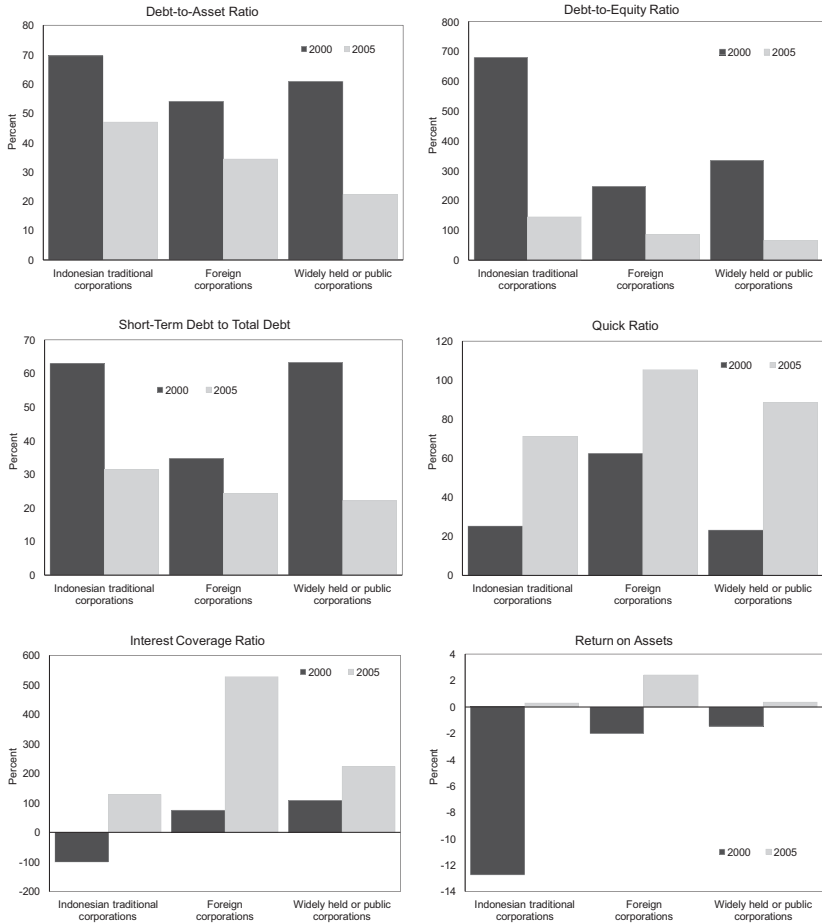 Debt-to-Asset Ratio
80
70
60
50
40
30
20
10
0
Percent
2000 2005
Indonesian traditional corporations
Foreign corporations
Widely held or public corporations
Debt-to-Equity Ratio
800
700
600
500
400
300
200
100
0
Percent
2000 2005
Indonesian traditional corporations
Foreign corporations
Widely held or public corporations
Short-Term Debt to Total Debt
70
60
50
40
30
20
10
0
Percent
2000 2005
Indonesian traditional corporations
Foreign corporations
Widely held or public corporations
Quick Ratio
120
100
80
60
40
20
0
Percent
2000 2005
Indonesian traditional corporations
Foreign corporations
Widely held or public corporations
Interest Coverage Ratio
600
500
400
300
200
100
0
-100
-200
Percent
2000 2005
Indonesian traditional corporations
Foreign corporations
Widely held or public corporations
Return on Assets
4
2
0
-2
-4
-6
-8
-10
-12
-14
Percent
2000 2005
Indonesian traditional corporations
Foreign corporations
Widely held or public corporations